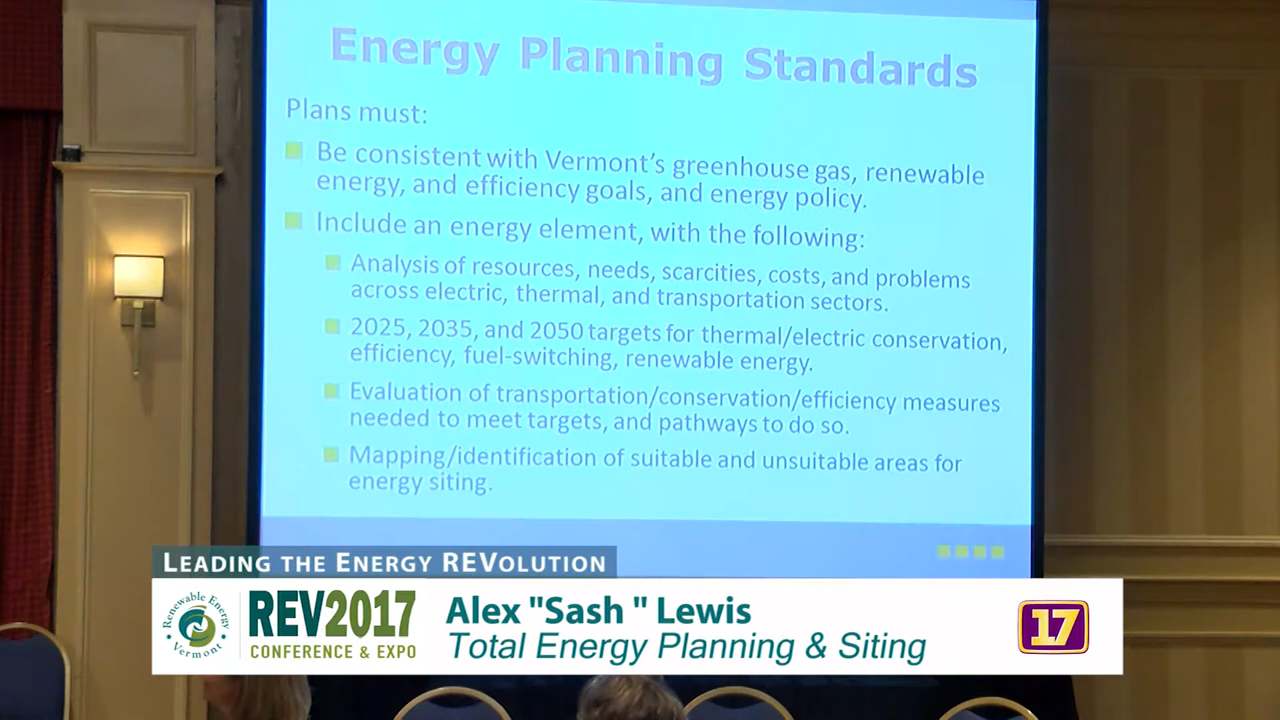 Energy Planning Standards
Plans must:
Be consistent with Vermont's greenhouse gas, renewable
energy, and efficiency goals, and energy policy.
Include an energy element, with the following:
Analysis of resources, needs, scarcities, costs, and problems
across electric, thermal, and transportation sectors.
2025, 2035, and 2050 targets for thermal/electric conservation,
efficiency, fuel-switching, renewable energy.
Evaluation of transportation/conservation/efficiency measures
needed to meet targets, and pathways to do so.
Mapping/identification of suitable and unsuitable areas for
energy siting.
LEADING THE ENERGY REVOLUTION
Renewable Energy
Vermont
REV2017
CONFERENCE & EXPO
Alex "Sash " Lewis
Total Energy Planning & Siting
17